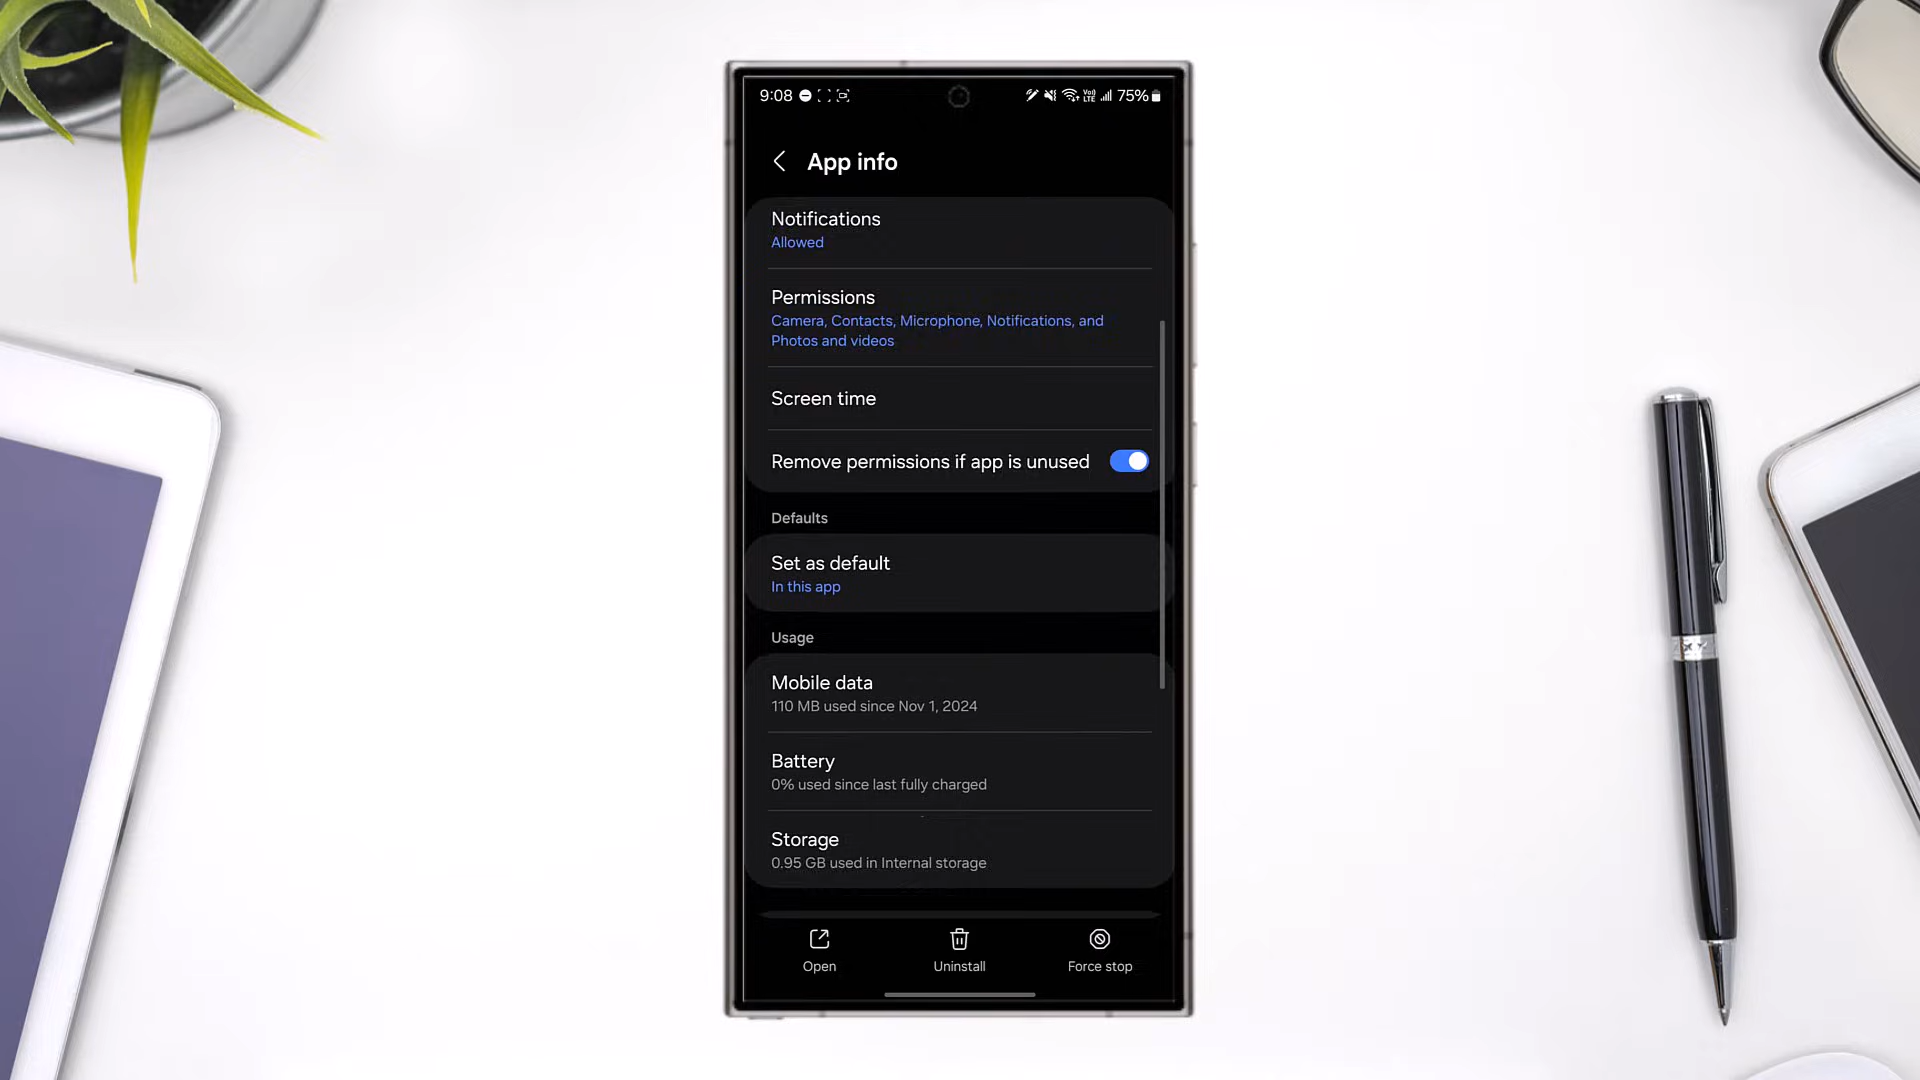 9:08
Vo) LTE 75%
App info
Notifications
Allowed
Permissions
Camera, Contacts, Microphone, Notifications, and
Photos and videos
Screen time
Remove permissions if app is unused
Defaults
Set as default
In this app
Usage
Mobile data
110 MB used since Nov 1, 2024
Battery
0% used since last fully charged
Storage
0.95 GB used in Internal storage
Open
Uninstall
Force stop